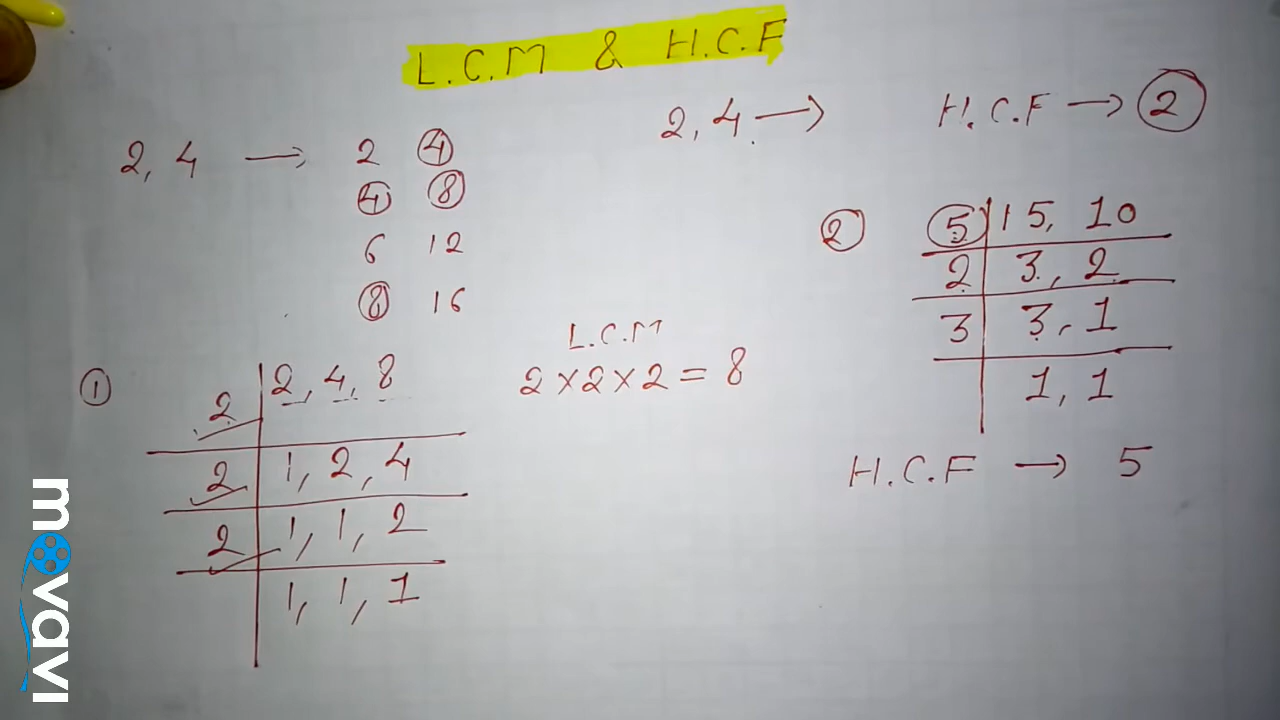 L.C.M & H.C.F
2, 4 → 2 4
4 8
6 12
8 16
2, 4 → H.C.F → 2
1
2 | 2, 4, 8
2 | 1, 2, 4
2 | 1, 1, 2
1, 1, 1
L.C.M
2×2×2 = 8
2
5 | 15, 10
2 | 3, 2
3 | 3, 1
1, 1
H.C.F → 5
movavi